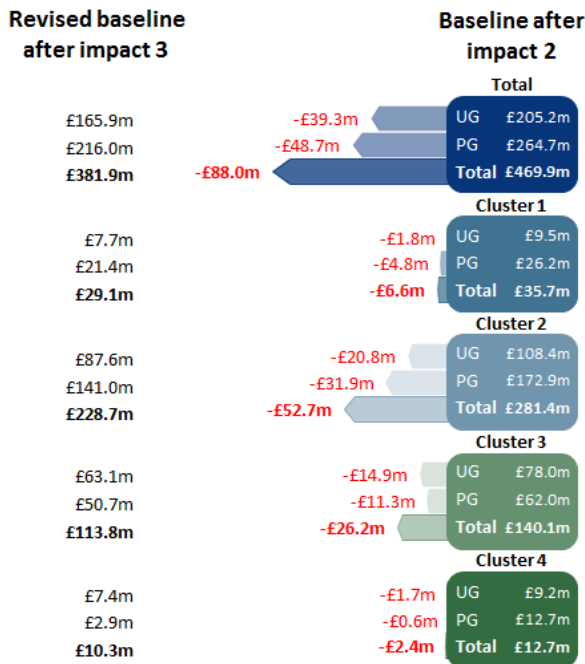 Revised baseline after impact 3
Baseline after impact 2
Total
£165.9m -£39.3m UG £205.2m
£216.0m -£48.7m PG £264.7m
£381.9m -£88.0m Total £469.9m
Cluster 1
£7.7m -£1.8m UG £9.5m
£21.4m -£4.8m PG £26.2m
£29.1m -£6.6m Total £35.7m
Cluster 2
£87.6m -£20.8m UG £108.4m
£141.0m -£31.9m PG £172.9m
£228.7m -£52.7m Total £281.4m
Cluster 3
£63.1m -£14.9m UG £78.0m
£50.7m -£11.3m PG £62.0m
£113.8m -£26.2m Total £140.1m
Cluster 4
£7.4m -£1.7m UG £9.2m
£2.9m -£0.6m PG £12.7m
£10.3m -£2.4m Total £12.7m